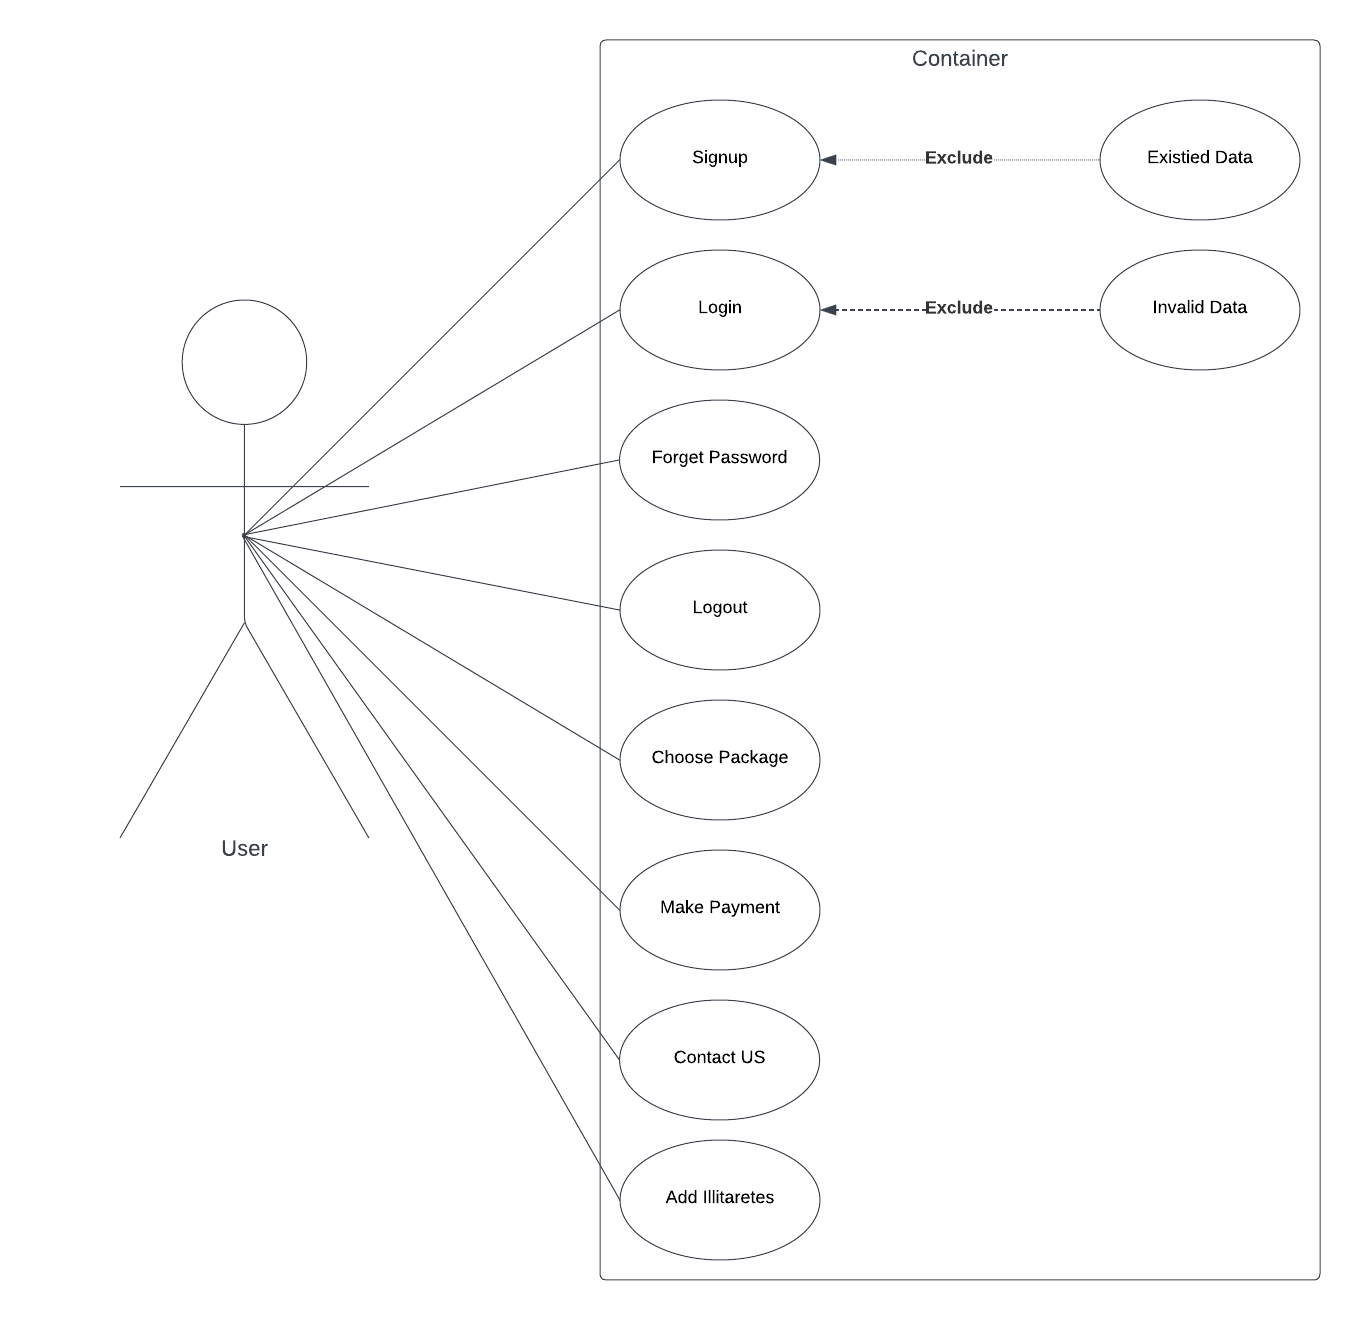 Container
Signup
Exclude
Existied Data
Login
Exclude
Invalid Data
Forget Password
Logout
Choose Package
User
Make Payment
Contact US
Add Illitaretes